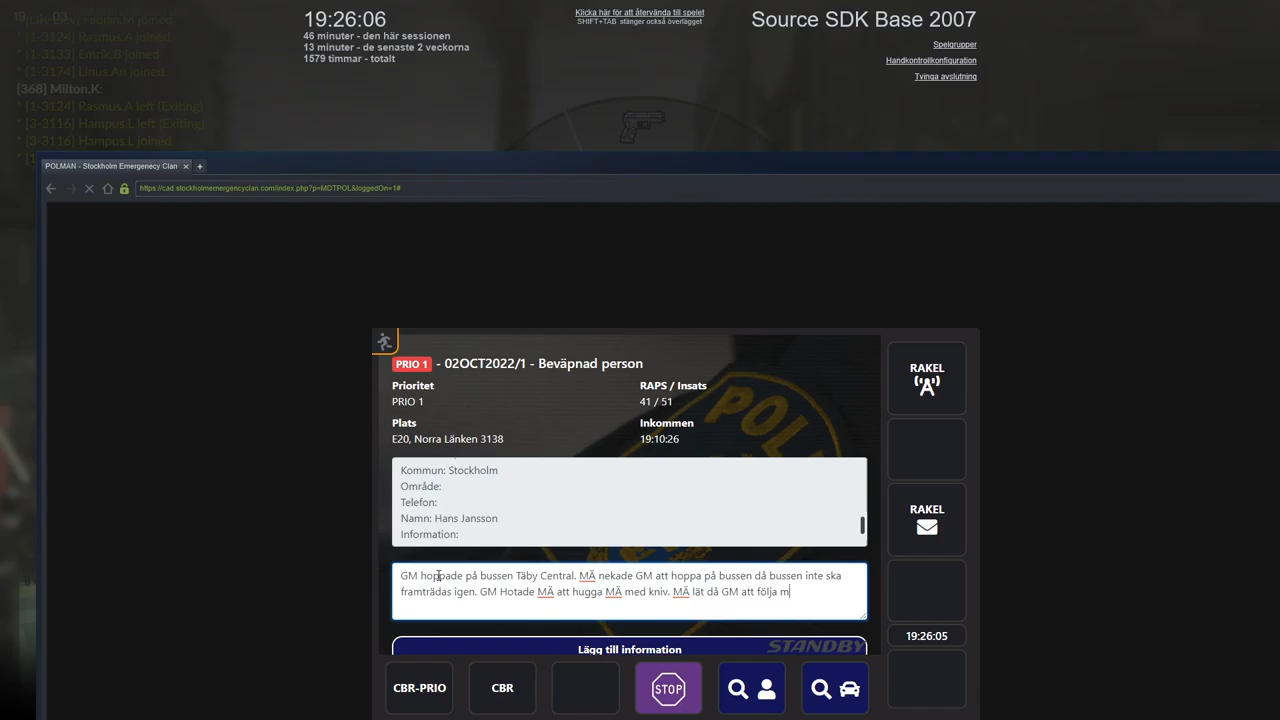 19:26:06
46 minuter - den här sessionen
13 minuter - de senaste 2 veckorna
1579 timmar - totalt
Klicka här för att återvända till spelet
SHIFT+TAB stänger också överlägget
Source SDK Base 2007
Spelgrupper
Handkontrollkonfiguration
Tvinga avslutning
Fabian.M joined.
* [1-3124] Rasmus.A joined.
* [1-3133] Emrik.B joined.
* [1-3174] Linus.An joined.
[368] Milton.K:
* [1-3124] Rasmus.A left (Exiting)
* [3-3116] Hampus.L left (Exiting)
* [3-3116] Hampus.L joined.
POLMAN - Stockholm Emergenecy Clan
https://cad.stockholmemergencyclan.com/index.php?p=MDTPOL&loggedOn=1#
PRIO 1 - 02OCT2022/1 - Beväpnad person
Prioritet
PRIO 1
RAPS / Insats
41 / 51
Plats
E20, Norra Länken 3138
Inkommen
19:10:26
Kommun: Stockholm
Område:
Telefon:
Namn: Hans Jansson
Information:
GM hoppade på bussen Täby Central. MÄ nekade GM att hoppa på bussen då bussen inte ska
framträdas igen. GM Hotade MÄ att hugga MÄ med kniv. MÄ lät då GM att följa m
Lägg till information
STANDBY
POLIS
RAKEL
RAKEL
19:26:05
CBR-PRIO
CBR
STOP